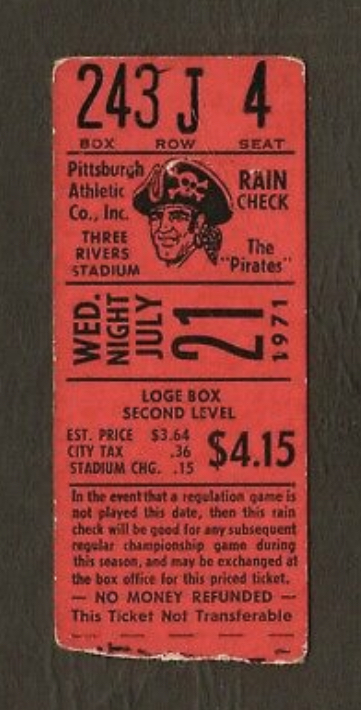 243 J 4
BOX ROW SEAT
Pittsburgh
Athletic
Co., Inc.
THREE
RIVERS
STADIUM
RAIN
CHECK
The
"Pirates"
WED.
NIGHT
JULY
21
1971
LOGE BOX
SECOND LEVEL
EST. PRICE $3.64
CITY TAX .36
STADIUM CHG. .15
$4.15
In the event that a regulation game is
not played this date, then this rain
check will be good for any subsequent
regular championship game during
this season, and may be exchanged at
the box office for this priced ticket.
— NO MONEY REFUNDED —
This Ticket Not Transferable